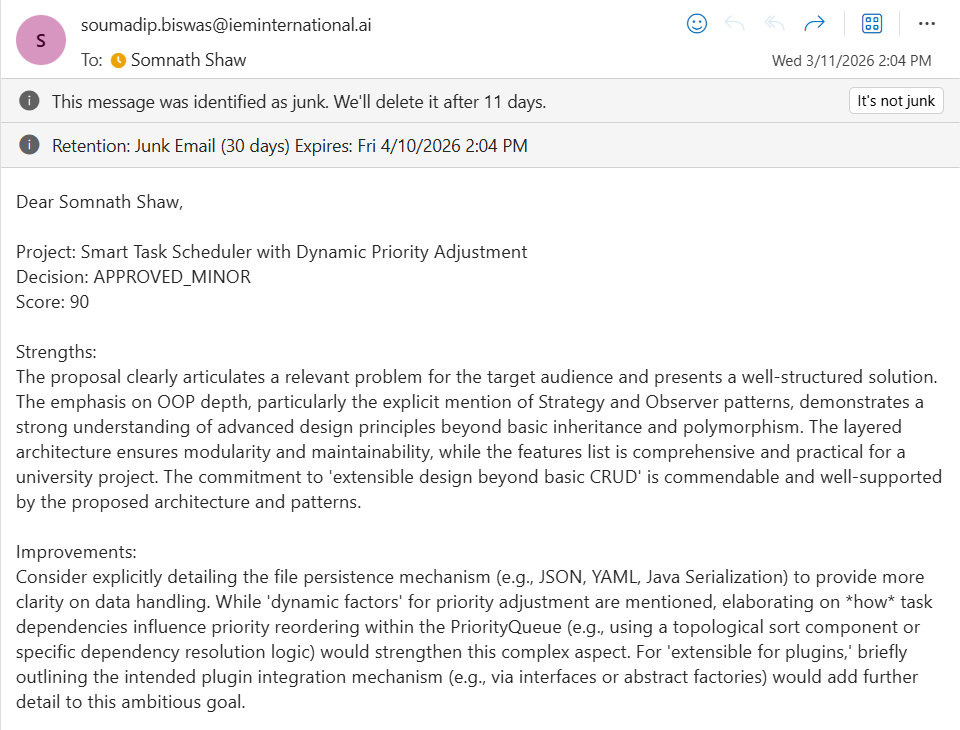 S
soumadip.biswas@ieminternational.ai
To: Somnath Shaw
Wed 3/11/2026 2:04 PM
This message was identified as junk. We'll delete it after 11 days.
It's not junk
Retention: Junk Email (30 days) Expires: Fri 4/10/2026 2:04 PM
Dear Somnath Shaw,
Project: Smart Task Scheduler with Dynamic Priority Adjustment
Decision: APPROVED_MINOR
Score: 90
Strengths:
The proposal clearly articulates a relevant problem for the target audience and presents a well-structured solution.
The emphasis on OOP depth, particularly the explicit mention of Strategy and Observer patterns, demonstrates a
strong understanding of advanced design principles beyond basic inheritance and polymorphism. The layered
architecture ensures modularity and maintainability, while the features list is comprehensive and practical for a
university project. The commitment to 'extensible design beyond basic CRUD' is commendable and well-supported
by the proposed architecture and patterns.
Improvements:
Consider explicitly detailing the file persistence mechanism (e.g., JSON, YAML, Java Serialization) to provide more
clarity on data handling. While 'dynamic factors' for priority adjustment are mentioned, elaborating on *how* task
dependencies influence priority reordering within the PriorityQueue (e.g., using a topological sort component or
specific dependency resolution logic) would strengthen this complex aspect. For 'extensible for plugins,' briefly
outlining the intended plugin integration mechanism (e.g., via interfaces or abstract factories) would add further
detail to this ambitious goal.